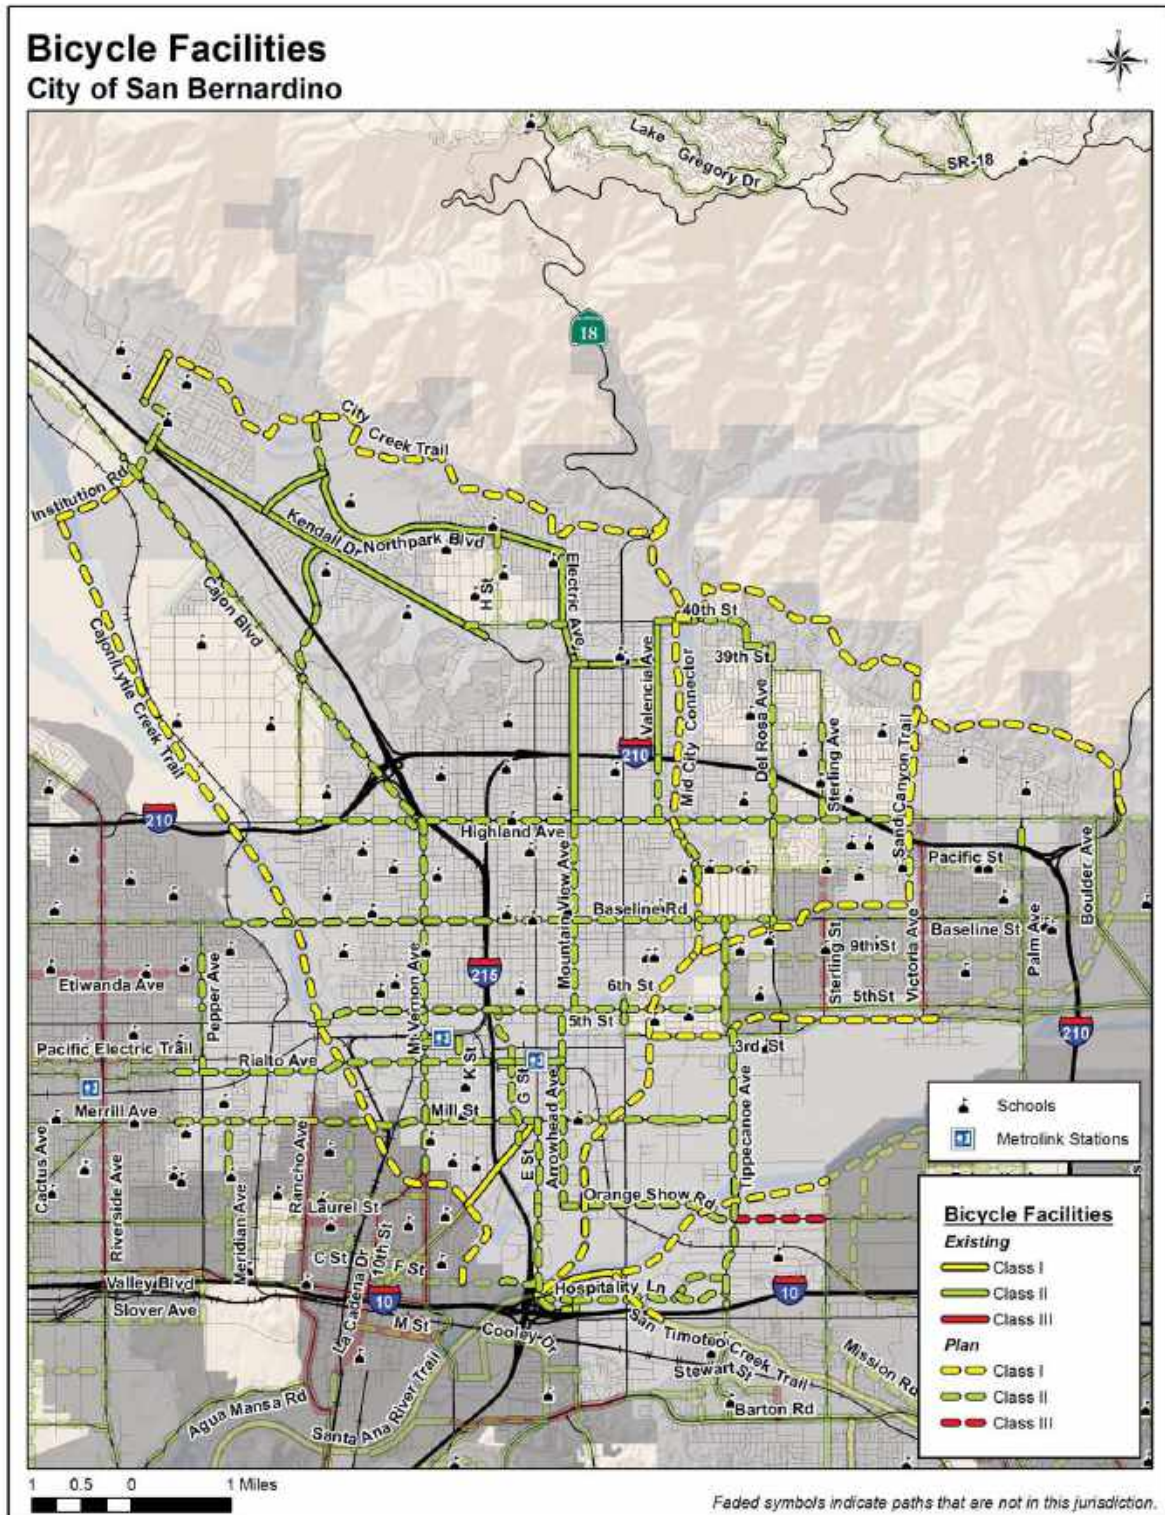 Bicycle Facilities
City of San Bernardino
Lake Gregory Dr
SR-18
18
City Creek Trail
Institution Rd
Kendall Dr
Northpark Blvd
H St
Electric Ave
Cajon Blvd
Cajon/Lytle Creek Trail
40th St
39th St
Valencia Ave
Mid City Connector
Del Rosa Ave
Sterling Ave
Sand Canyon Trail
210
210
Highland Ave
Pacific St
Boulder Ave
Mountain View Ave
Baseline Rd
Baseline St
Palm Ave
Sterling St
9th St
Victoria Ave
5th St
Etiwanda Ave
Pepper Ave
Mt Vernon Ave
215
6th St
5th St
210
Pacific Electric Trail
Rialto Ave
K St
G St
3rd St
Merrill Ave
Mill St
Arrowhead Ave
E St
Tippecanoe Ave
Cactus Ave
Riverside Ave
Meridian Ave
Rancho Ave
Laurel St
Orange Show Rd
C St
10th St
F St
La Cadena Dr
Valley Blvd
Slover Ave
10
Hospitality Ln
10
M St
Cooley Dr
San Timoteo Creek Trail
Mission Rd
Stewart St
Barton Rd
Agua Mansa Rd
Santa Ana River Trail
Schools
Metrolink Stations
Bicycle Facilities
Existing
Class I
Class II
Class III
Plan
Class I
Class II
Class III
1 0.5 0 1 Miles
Faded symbols indicate paths that are not in this jurisdiction.